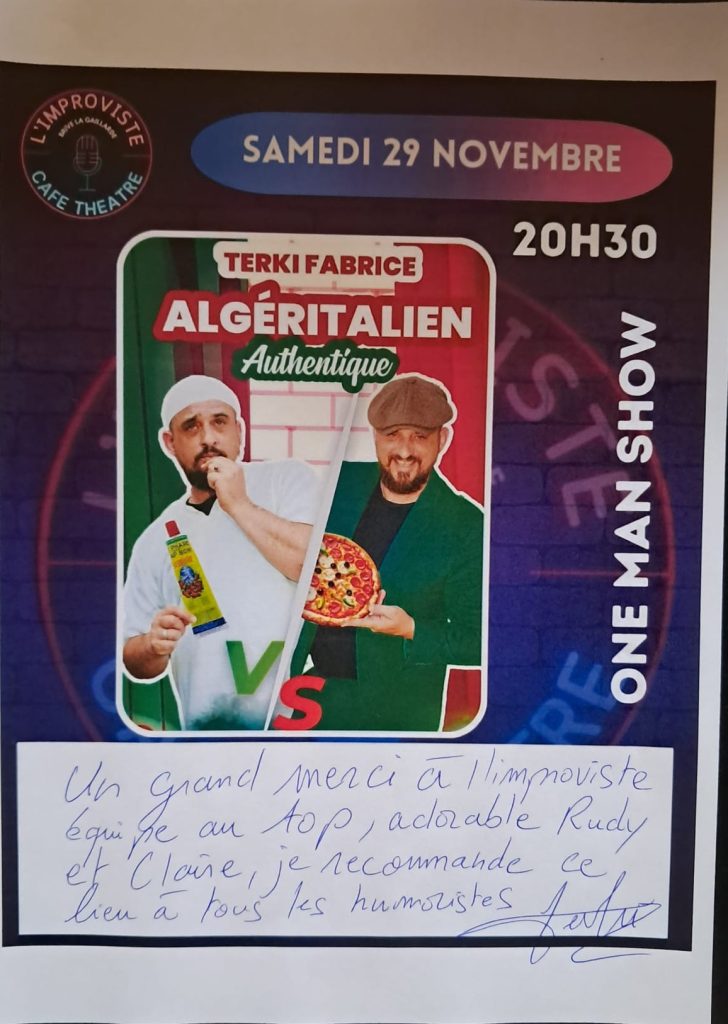 L'IMPROVISTE
BRIVE LA GAILLARDE
CAFE THEATRE
SAMEDI 29 NOVEMBRE
20H30
TERKI FABRICE
ALGÉRITALIEN
Authentique
VS
ONE MAN SHOW
Un grand merci à l'improviste
équipe au top, adorable Rudy
et Claire, je recommande ce
lieu à tous les humoristes